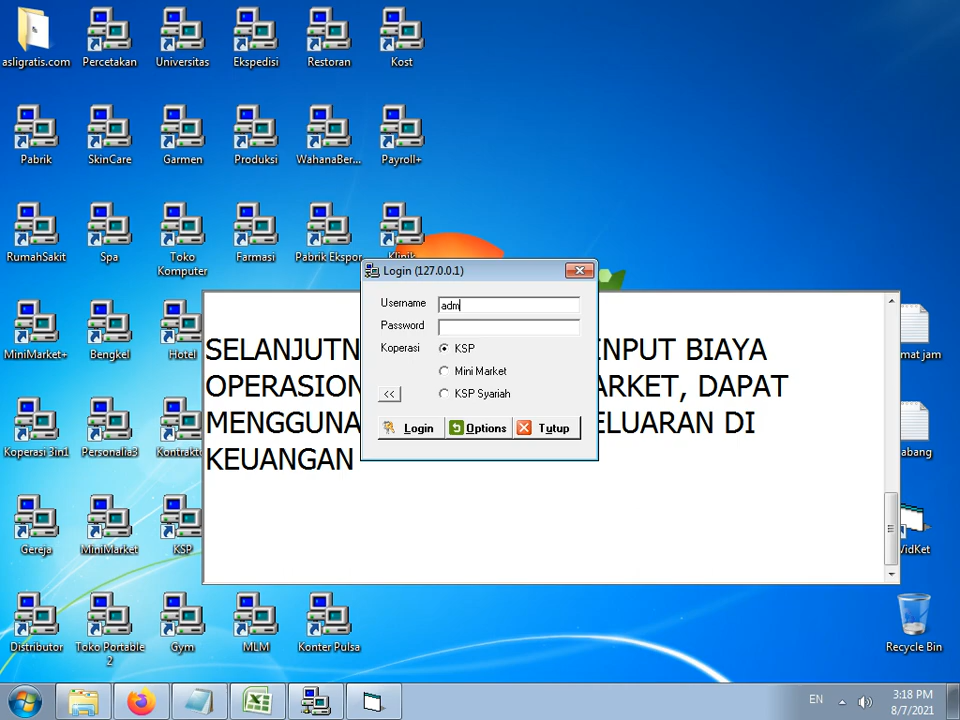 asligratis.com
Percetakan
Universitas
Ekspedisi
Restoran
Kost
Pabrik
SkinCare
Garmen
Produksi
WahanaBer...
Payroll+
RumahSakit
Spa
Toko
Komputer
Farmasi
Pabrik Ekspor
Klinik
MiniMarket+
Bengkel
Hotel
Koperasi 3in1
Personalia3
Kontrakto
Gereja
MiniMarket
KSP
Distributor
Toko Portable
2
Gym
MLM
Konter Pulsa
Login (127.0.0.1)
Username adm
Password
Koperasi KSP
Mini Market
<< KSP Syariah
Login Options Tutup
SELANJUTN INPUT BIAYA
OPERASION ARKET, DAPAT
MENGGUNA ELUARAN DI
KEUANGAN
mat jam
abang
VidKet
Recycle Bin
EN
3:18 PM
8/7/2021